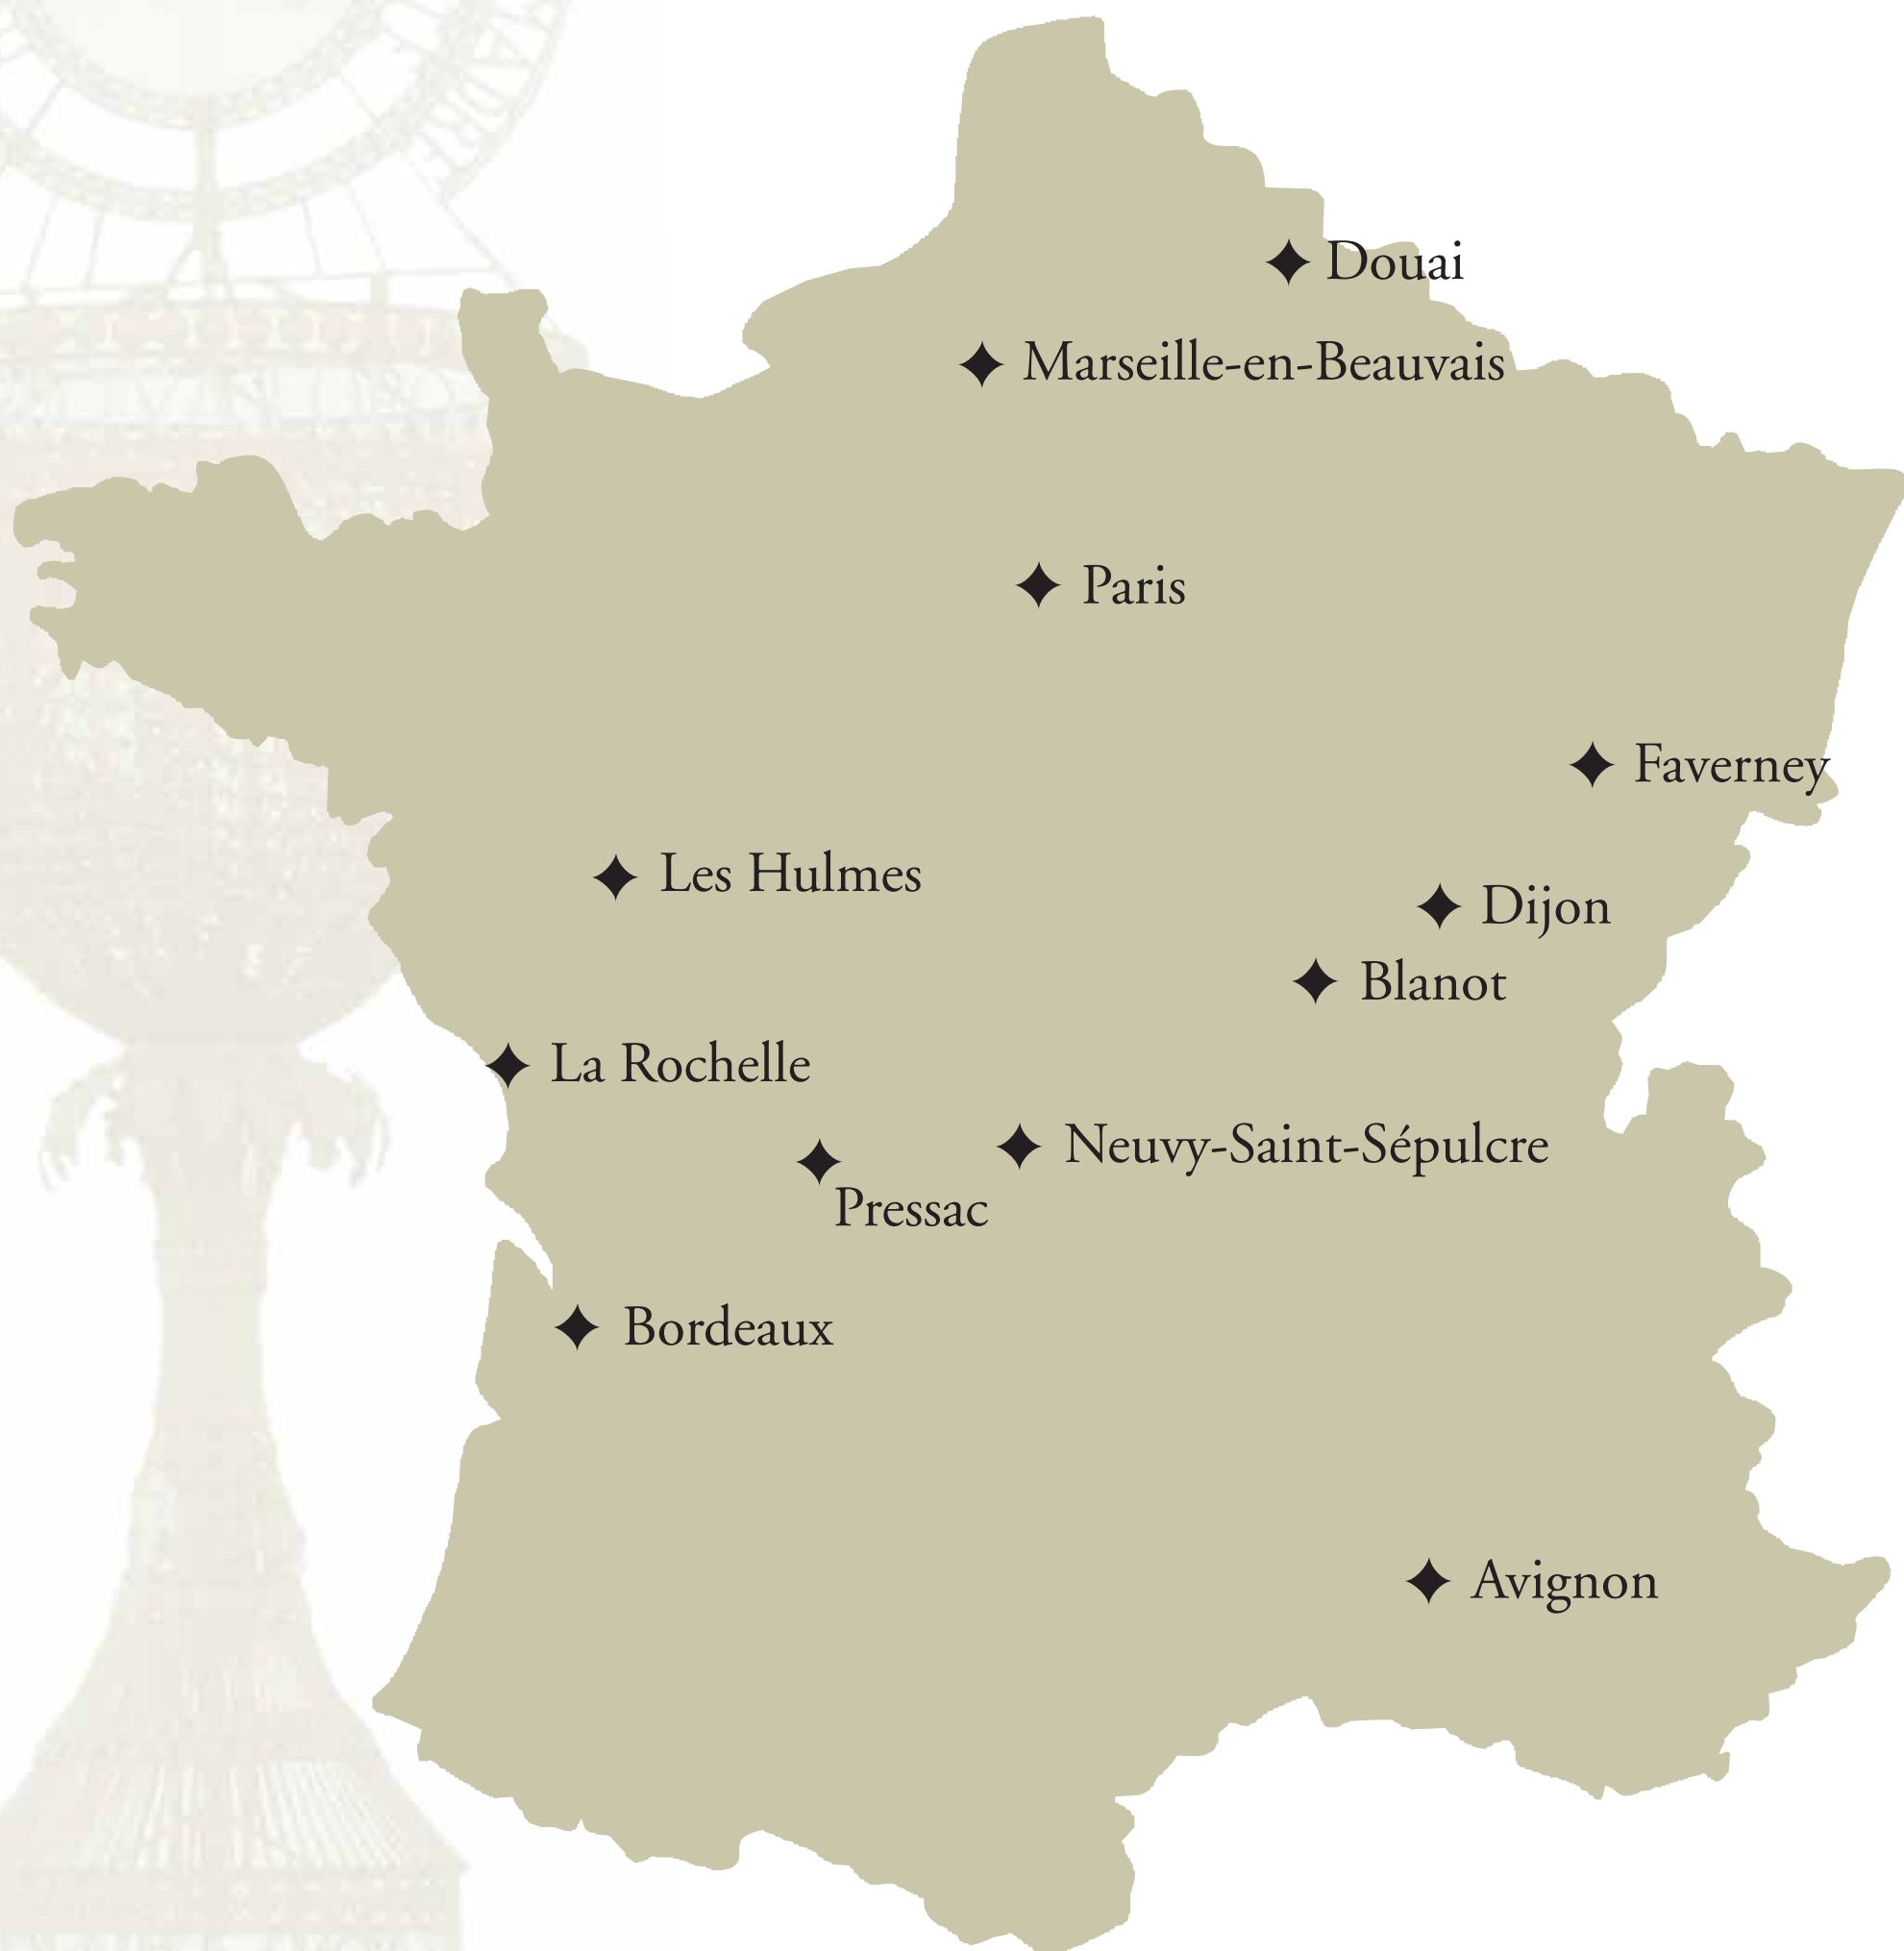 Douai
Marseille-en-Beauvais
Paris
Faverney
Les Hulmes
Dijon
Blanot
La Rochelle
Neuvy-Saint-Sépulcre
Pressac
Bordeaux
Avignon